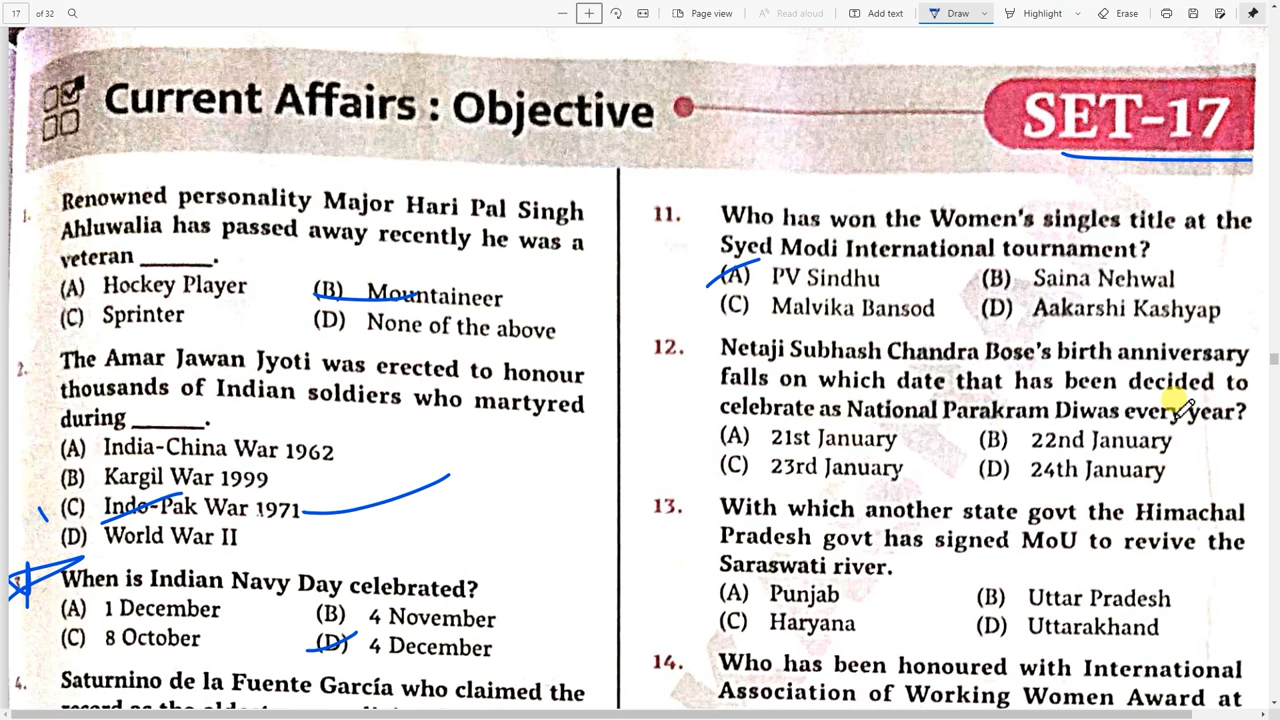 17 of 32 Page view Read aloud Add text Draw Highlight Erase
Current Affairs : Objective SET-17
1. Renowned personality Major Hari Pal Singh
Ahluwalia has passed away recently he was a
veteran ______.
(A) Hockey Player (B) Mountaineer
(C) Sprinter (D) None of the above
2. The Amar Jawan Jyoti was erected to honour
thousands of Indian soldiers who martyred
during ______.
(A) India-China War 1962
(B) Kargil War 1999
(C) Indo-Pak War 1971
(D) World War II
When is Indian Navy Day celebrated?
(A) 1 December (B) 4 November
(C) 8 October (D) 4 December
4. Saturnino de la Fuente García who claimed the
11. Who has won the Women's singles title at the
Syed Modi International tournament?
(A) PV Sindhu (B) Saina Nehwal
(C) Malvika Bansod (D) Aakarshi Kashyap
12. Netaji Subhash Chandra Bose's birth anniversary
falls on which date that has been decided to
celebrate as National Parakram Diwas every year?
(A) 21st January (B) 22nd January
(C) 23rd January (D) 24th January
13. With which another state govt the Himachal
Pradesh govt has signed MoU to revive the
Saraswati river.
(A) Punjab (B) Uttar Pradesh
(C) Haryana (D) Uttarakhand
14. Who has been honoured with International
Association of Working Women Award at